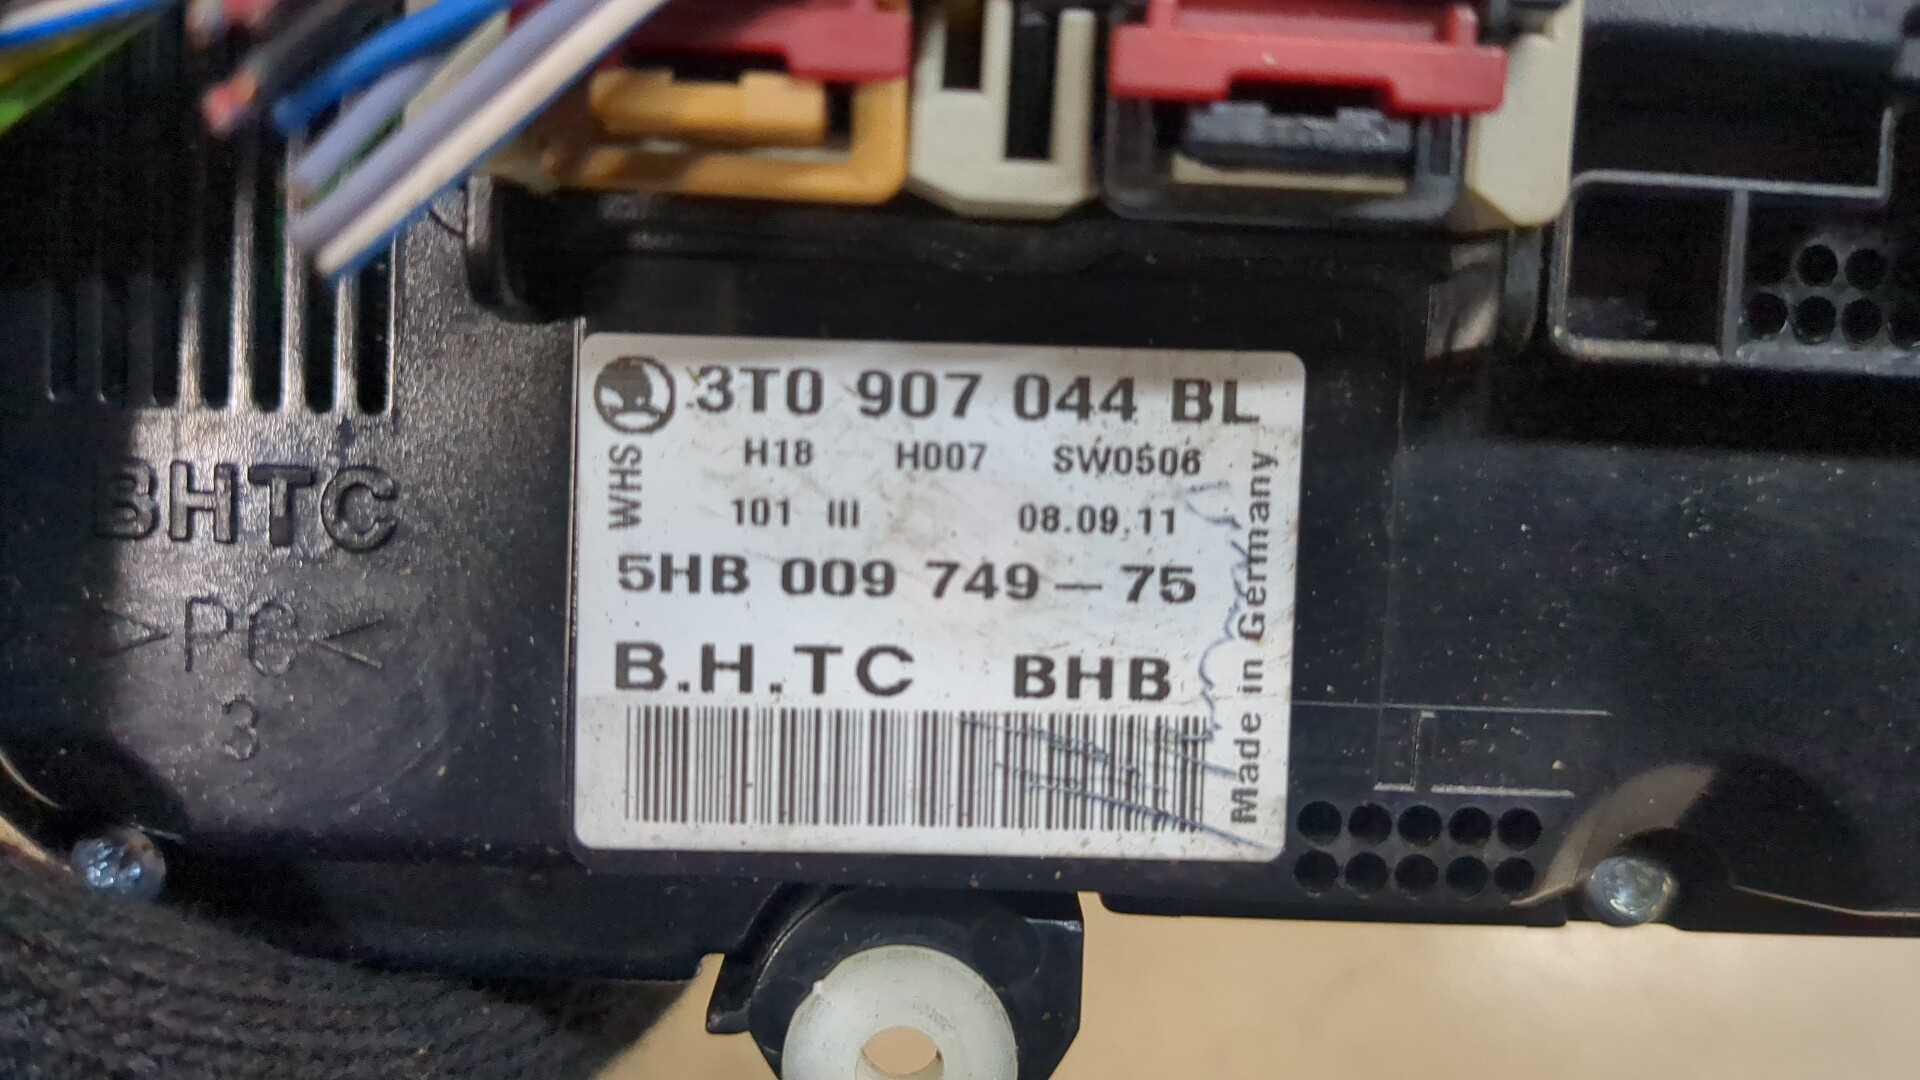 3T0 907 044 BL
WHS
H18 H007 SW0506
101 III 08.09.11
5HB 009 749 - 75
B.H.TC BHB
Made in Germany
BHTC
>PC<
3